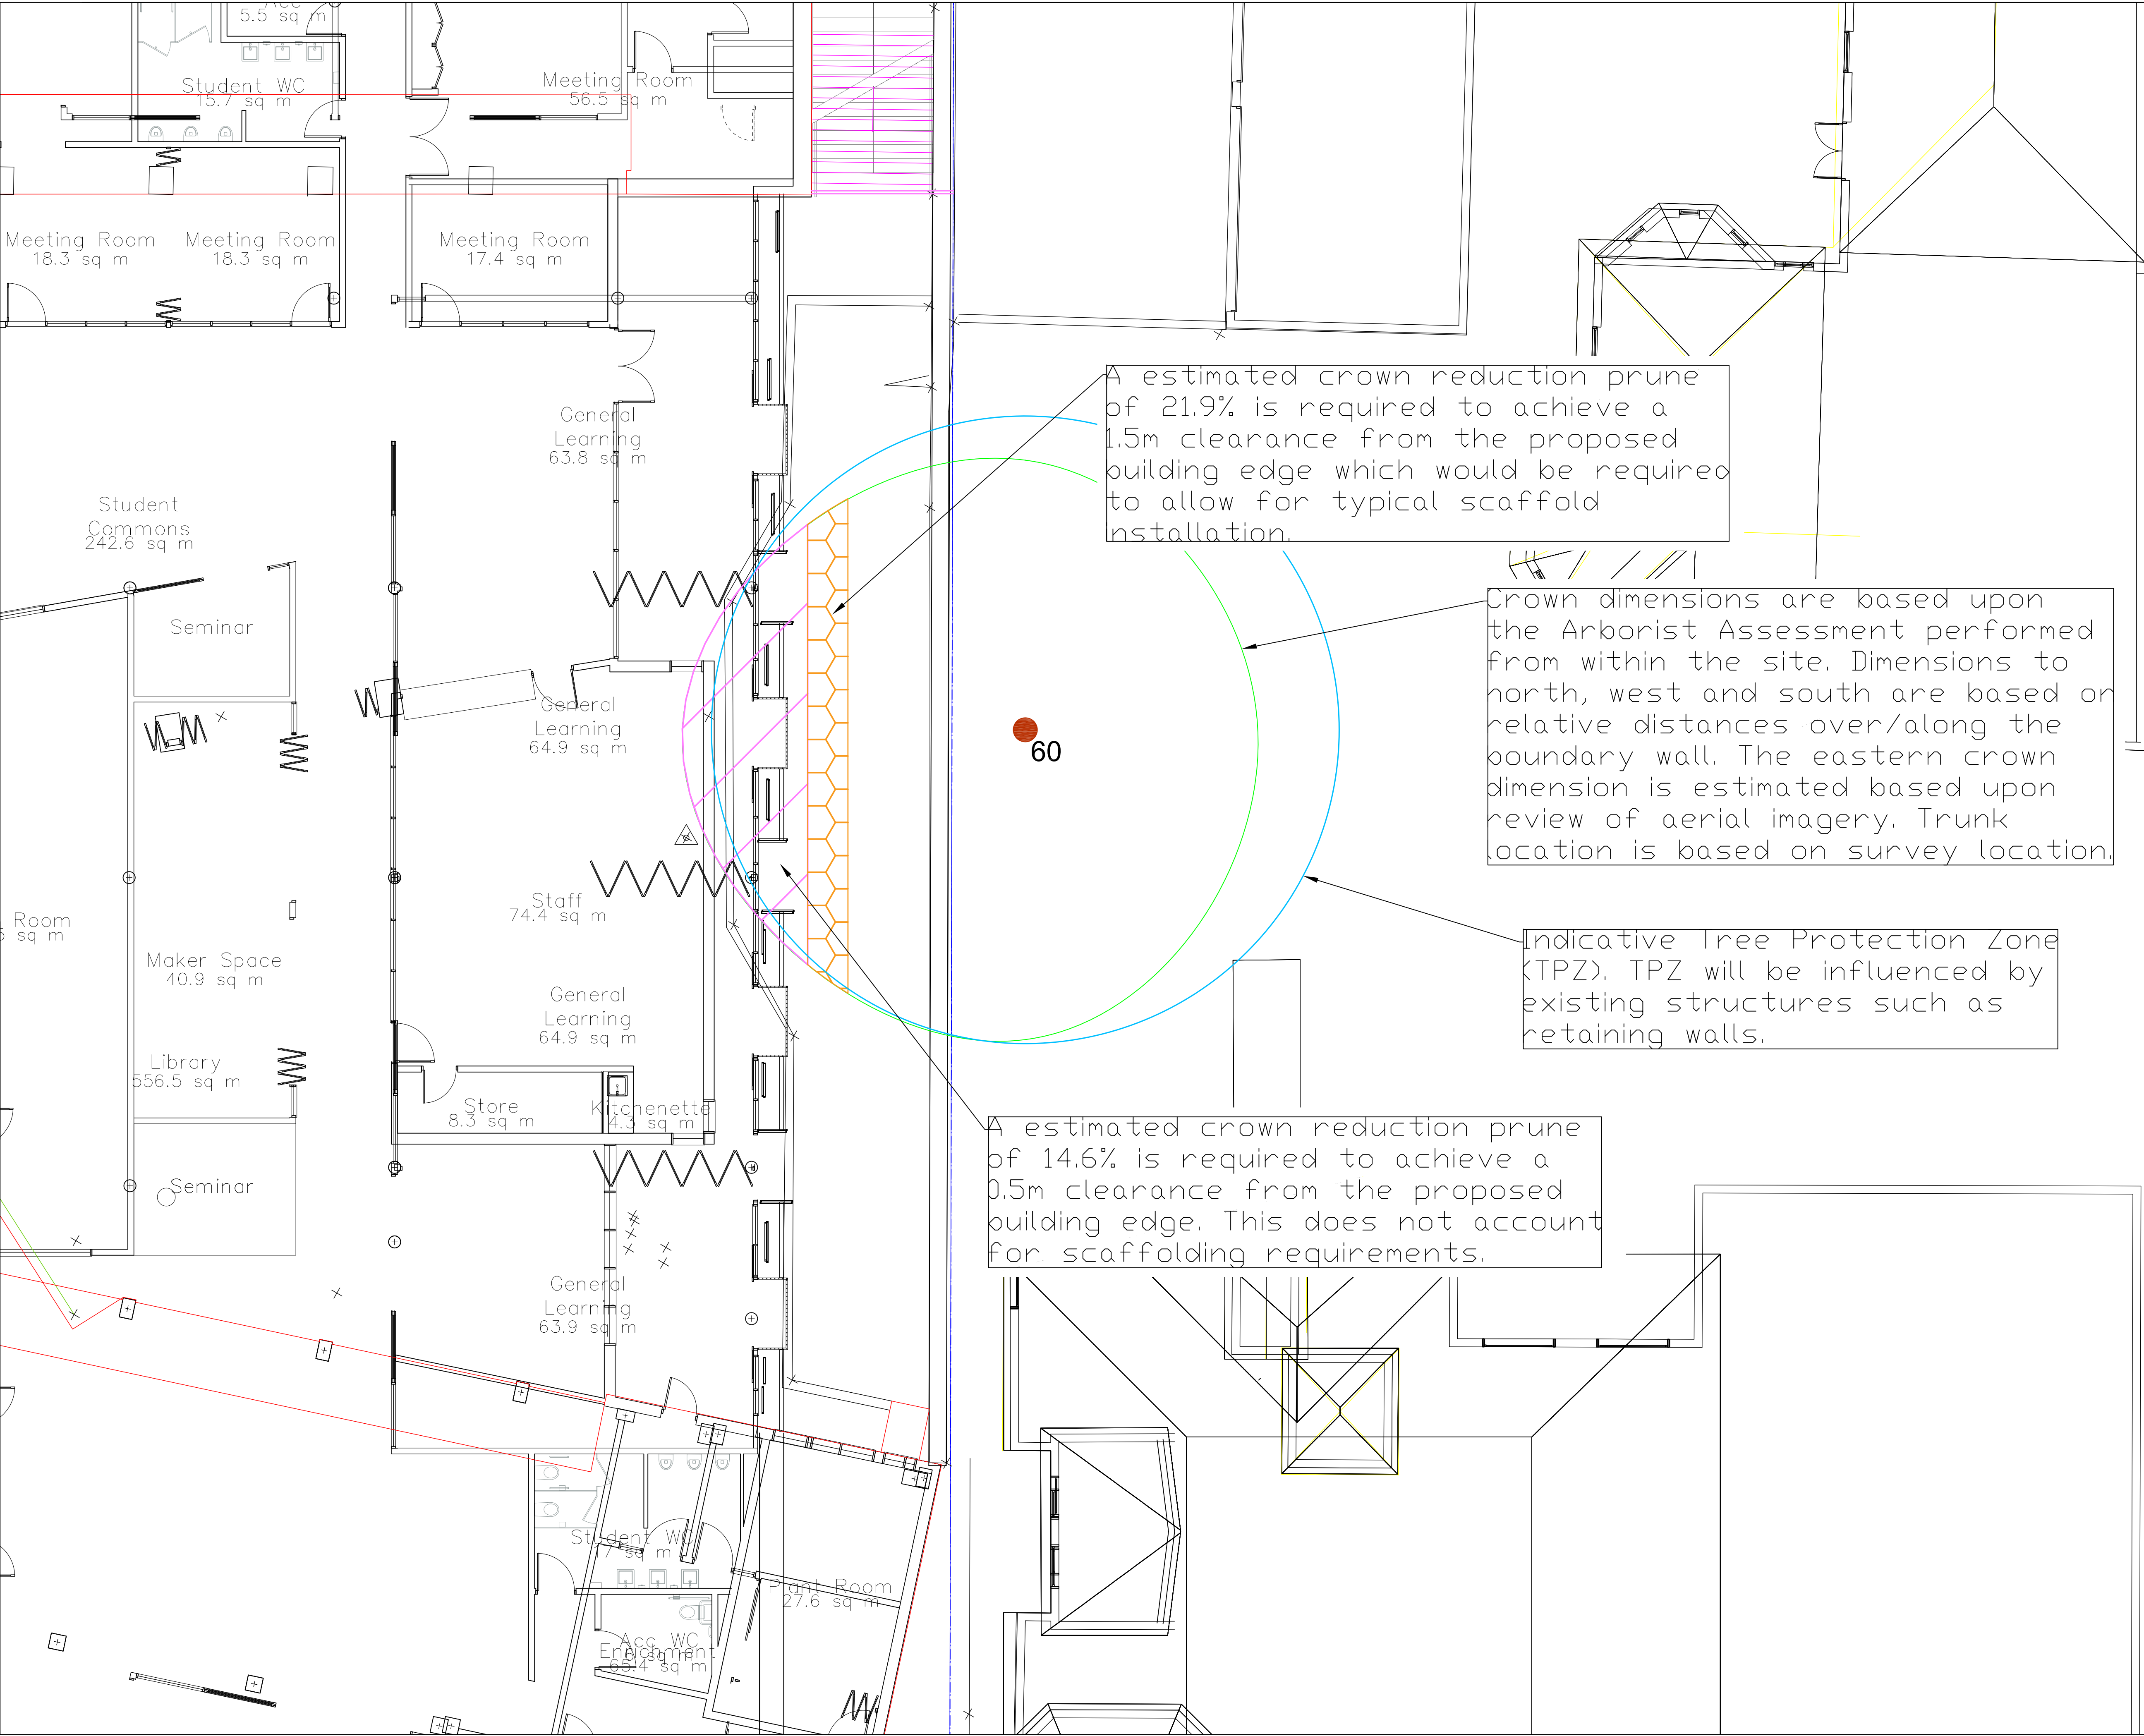 Acc
5.5 sq m
Student WC
15.7 sq m
Meeting Room
56.5 sq m
Meeting Room
18.3 sq m
Meeting Room
18.3 sq m
Meeting Room
17.4 sq m
A estimated crown reduction prune
of 21.9% is required to achieve a
1.5m clearance from the proposed
building edge which would be required
to allow for typical scaffold
installation.
General
Learning
63.8 sq m
Student
Commons
242.6 sq m
Seminar
Crown dimensions are based upon
the Arborist Assessment performed
from within the site. Dimensions to
north, west and south are based on
relative distances over/along the
boundary wall. The eastern crown
dimension is estimated based upon
review of aerial imagery. Trunk
location is based on survey location.
General
Learning
64.9 sq m
60
Staff
74.4 sq m
Room
sq m
Maker Space
40.9 sq m
Indicative Tree Protection Zone
(TPZ). TPZ will be influenced by
existing structures such as
retaining walls.
General
Learning
64.9 sq m
Library
556.5 sq m
Store
8.3 sq m
Kitchenette
4.3 sq m
A estimated crown reduction prune
of 14.6% is required to achieve a
0.5m clearance from the proposed
building edge. This does not account
for scaffolding requirements.
Seminar
General
Learning
63.9 sq m
Student WC
17 sq m
Plant Room
27.6 sq m
Acc WC
Enrichment
65.4 sq m